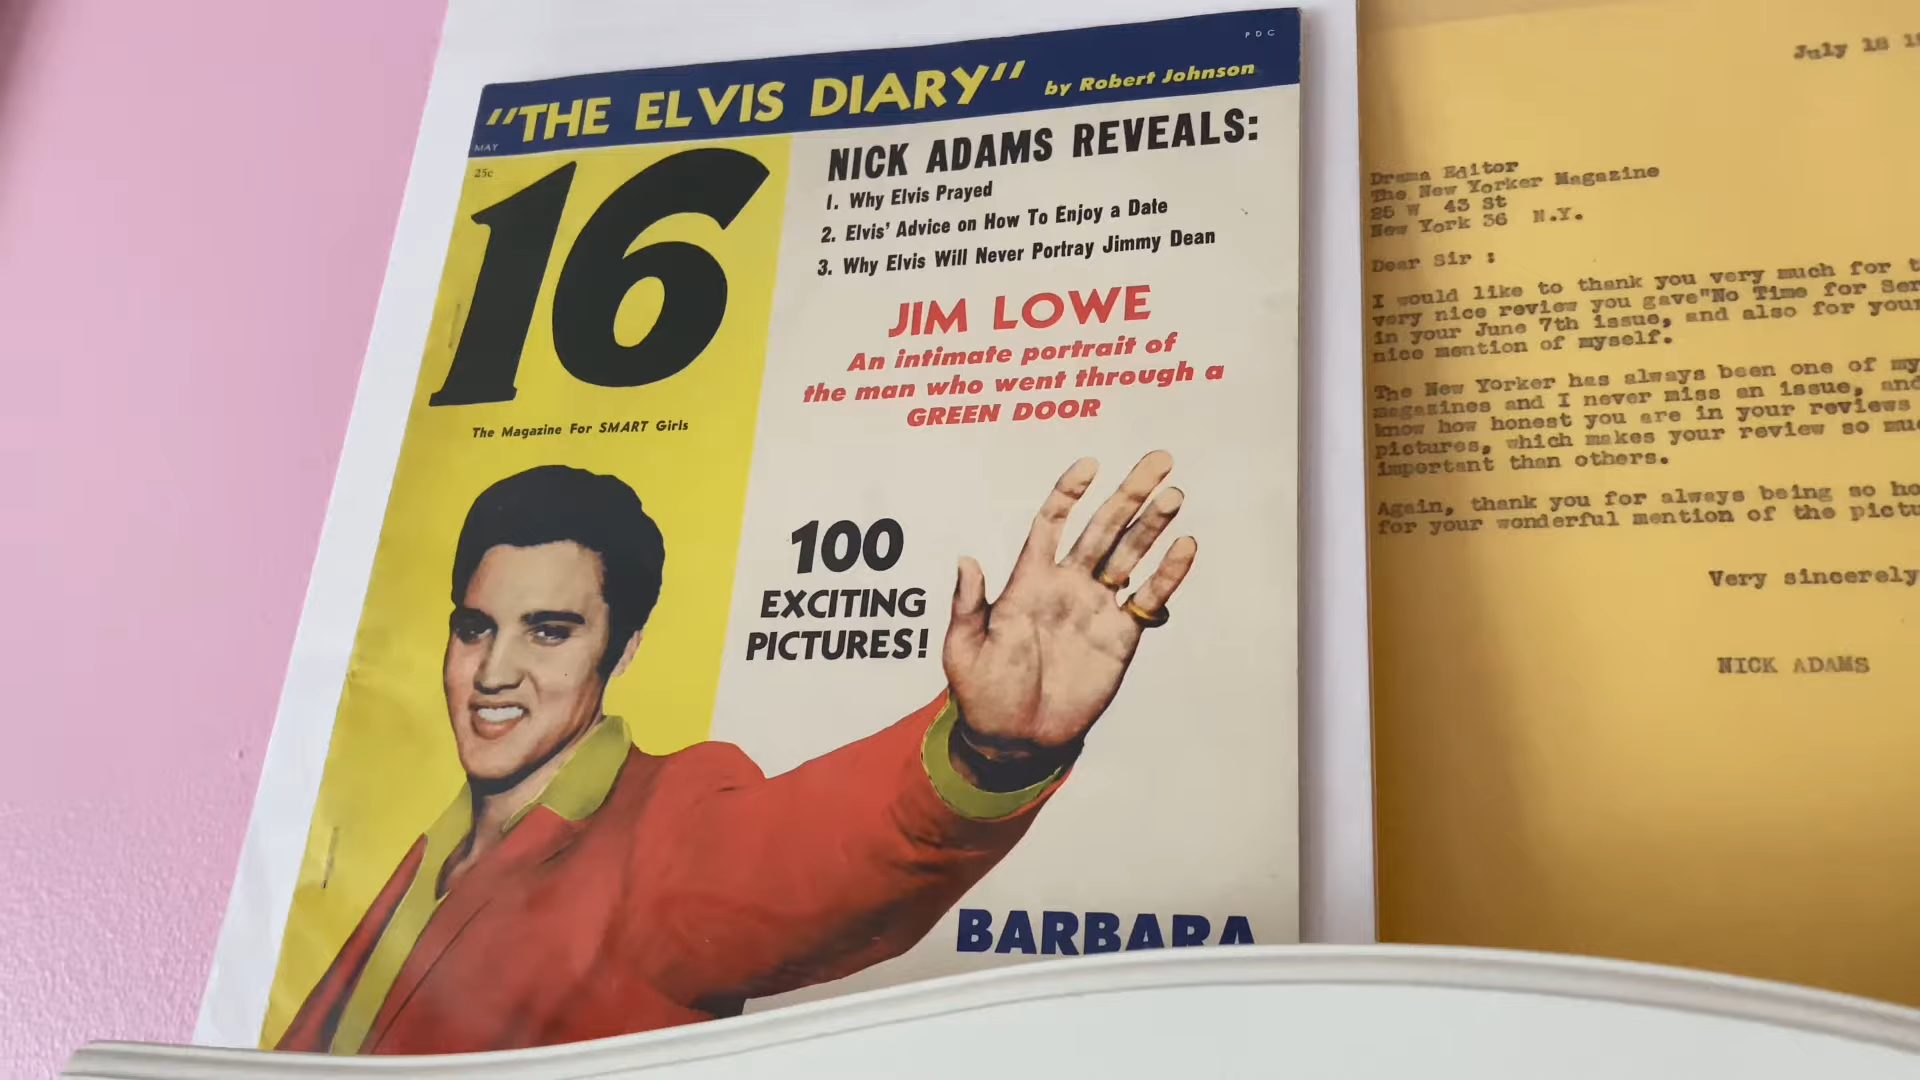 PDC
"THE ELVIS DIARY" by Robert Johnson
MAY
25c
16
The Magazine For SMART Girls
NICK ADAMS REVEALS:
1. Why Elvis Prayed
2. Elvis' Advice on How To Enjoy a Date
3. Why Elvis Will Never Portray Jimmy Dean
JIM LOWE
An intimate portrait of
the man who went through a
GREEN DOOR
100
EXCITING
PICTURES!
BARBARA
July 18
Drama Editor
The New Yorker Magazine
25 W 43 St
New York 36 N.Y.
Dear Sir :
I would like to thank you very much for
very nice review you gave"No Time for Ser
in your June 7th issue, and also for your
nice mention of myself.
The New Yorker has always been one of my
magazines and I never miss an issue, and
know how honest you are in your reviews
pictures, which makes your review so
important than others.
Again, thank you for always being so
for your wonderful mention of the pictu
Very sincerely
NICK ADAMS